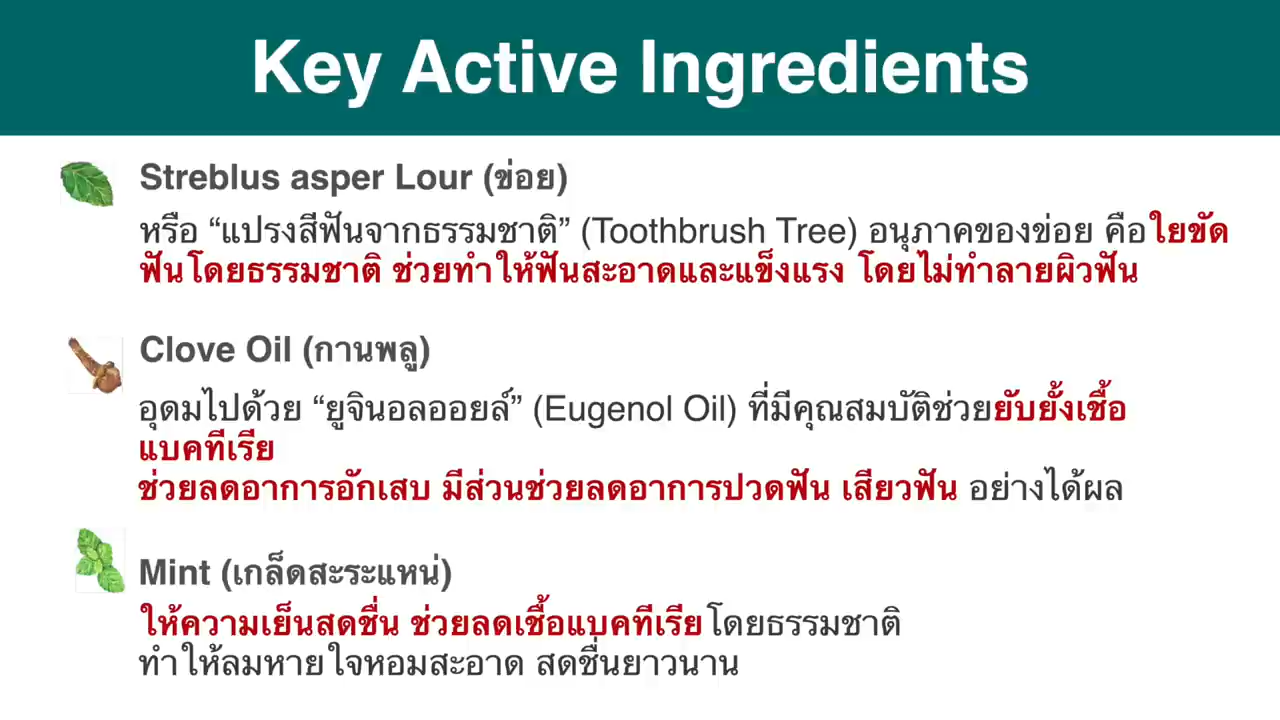 Key Active Ingredients
Streblus asper Lour (ข่อย)
หรือ “แปรงสีฟันจากธรรมชาติ” (Toothbrush Tree) อนุภาคของข่อย คือใยขัด
ฟันโดยธรรมชาติ ช่วยทำให้ฟันสะอาดและแข็งแรง โดยไม่ทำลายผิวฟัน
Clove Oil (กานพลู)
อุดมไปด้วย “ยูจินอลออยล์” (Eugenol Oil) ที่มีคุณสมบัติช่วยยับยั้งเชื้อ
แบคทีเรีย
ช่วยลดอาการอักเสบ มีส่วนช่วยลดอาการปวดฟัน เสียวฟัน อย่างได้ผล
Mint (เกล็ดสะระแหน่)
ให้ความเย็นสดชื่น ช่วยลดเชื้อแบคทีเรียโดยธรรมชาติ
ทำให้ลมหายใจหอมสะอาด สดชื่นยาวนาน